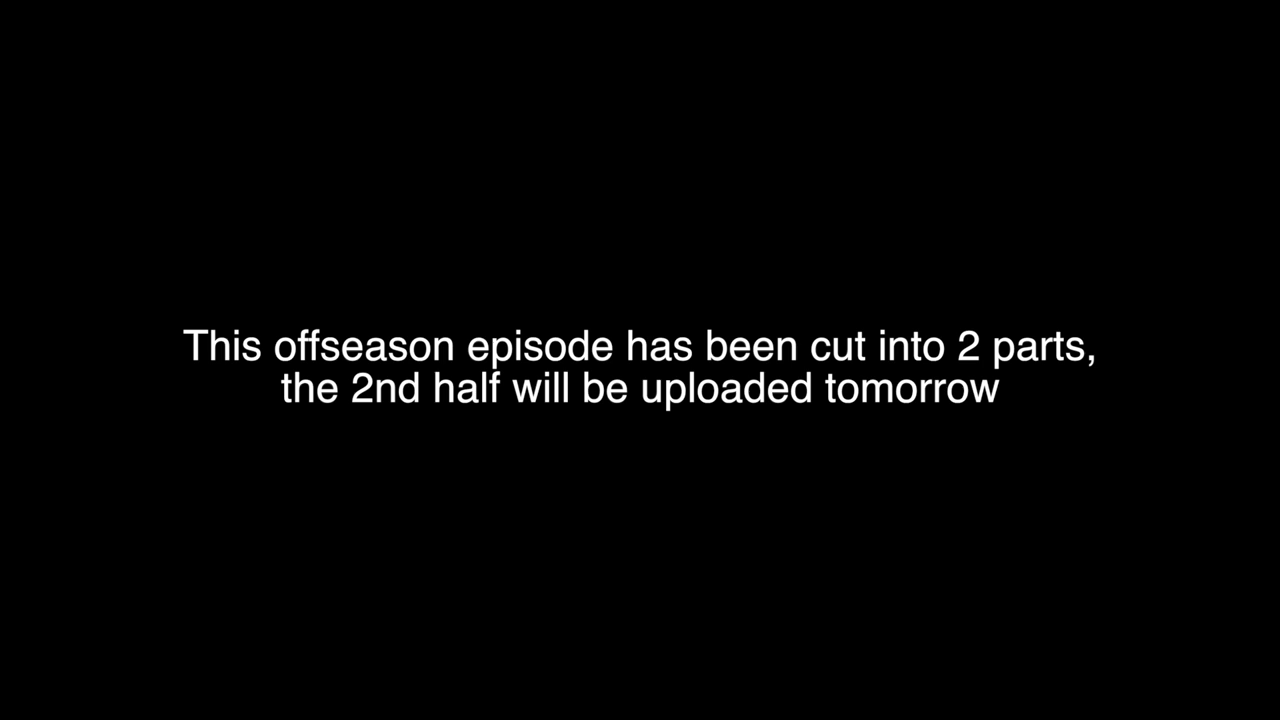 This offseason episode has been cut into 2 parts,
the 2nd half will be uploaded tomorrow